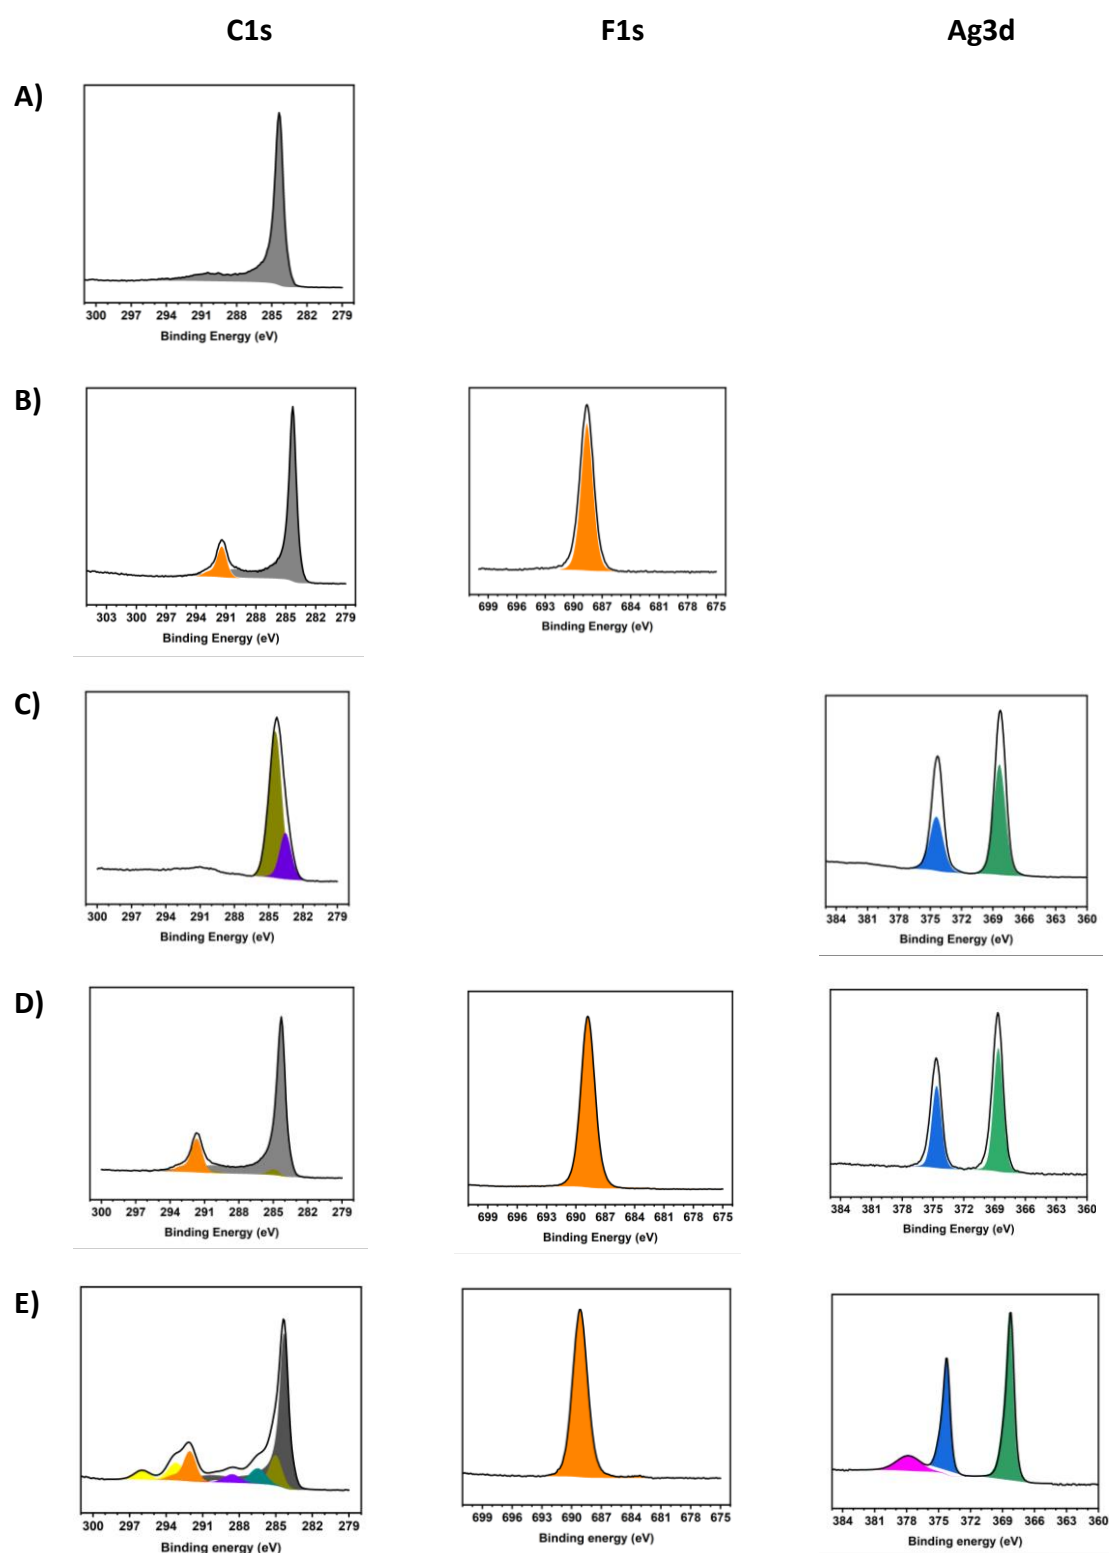 C1s F1s Ag3d
A)
300 297 294 291 288 285 282 279
Binding Energy (eV)
B)
303 300 297 294 291 288 285 282 279
Binding Energy (eV)
699 696 693 690 687 684 681 678 675
Binding Energy (eV)
C)
300 297 294 291 288 285 282 279
Binding Energy (eV)
384 381 378 375 372 369 366 363 360
Binding Energy (eV)
D)
300 297 294 291 288 285 282 279
Binding Energy (eV)
699 696 693 690 687 684 681 678 675
Binding Energy (eV)
384 381 378 375 372 369 366 363 360
Binding Energy (eV)
E)
300 297 294 291 288 285 282 279
Binding energy (eV)
699 696 693 690 687 684 681 678 675
Binding energy (eV)
384 381 378 375 372 369 366 363 360
Binding energy (eV)